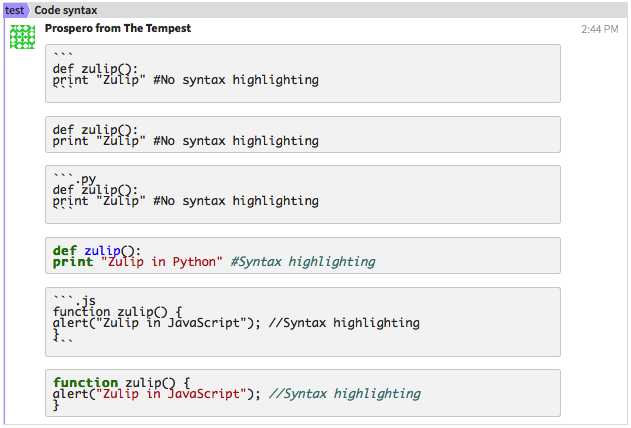 test Code syntax
Prospero from The Tempest 2:44 PM
```
def zulip():
print "Zulip" #No syntax highlighting
```
def zulip():
print "Zulip" #No syntax highlighting
```.py
def zulip():
print "Zulip" #No syntax highlighting
```
def zulip():
print "Zulip in Python" #Syntax highlighting
```.js
function zulip() {
alert("Zulip in JavaScript"); //Syntax highlighting
}
```
function zulip() {
alert("Zulip in JavaScript"); //Syntax highlighting
}